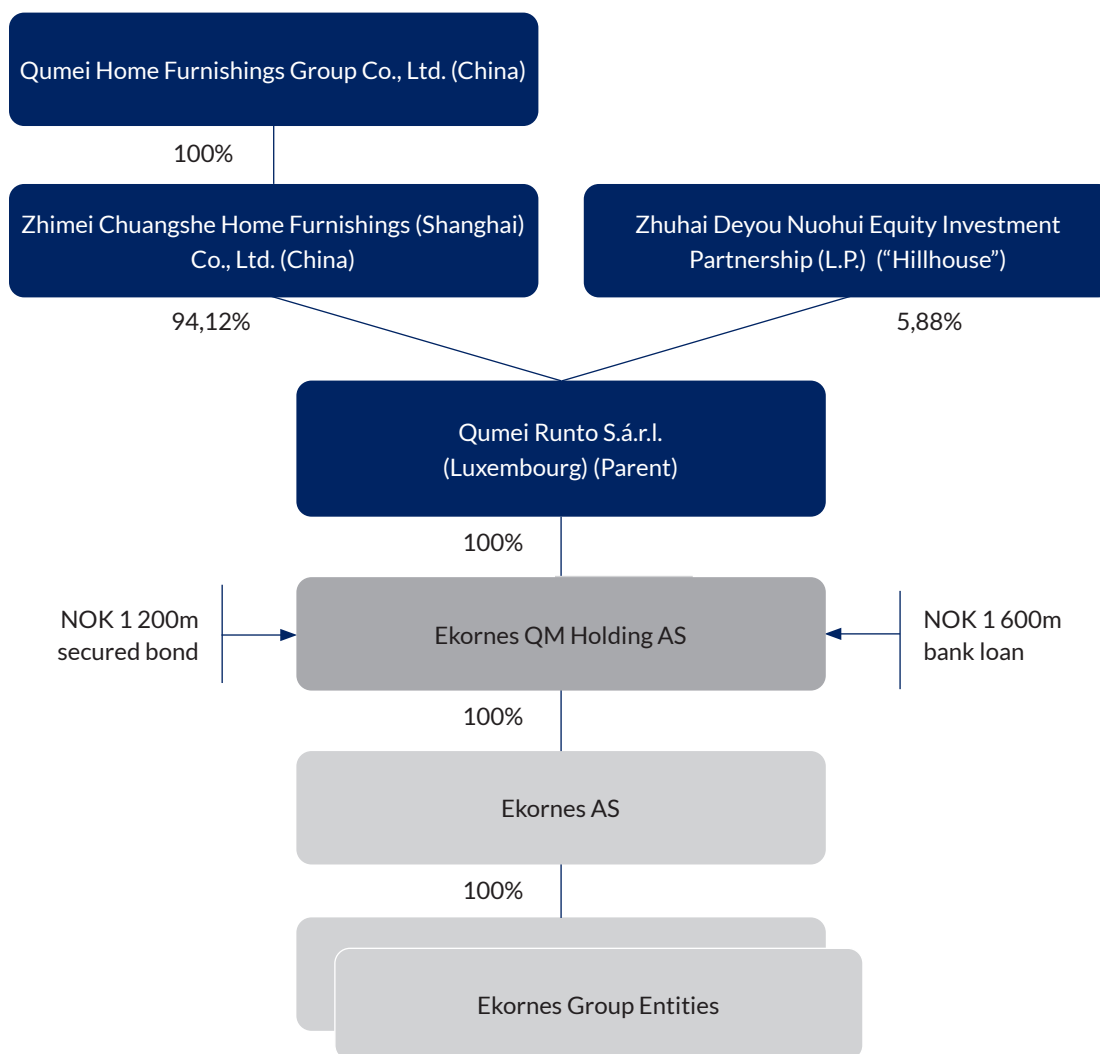 Qumei Home Furnishings Group Co., Ltd. (China)
100%
Zhimei Chuangshe Home Furnishings (Shanghai)
Co., Ltd. (China)
Zhuhai Deyou Nuohui Equity Investment
Partnership (L.P.) (“Hillhouse”)
94,12%
5,88%
Qumei Runto S.á.r.l.
(Luxembourg) (Parent)
100%
NOK 1 200m
secured bond
Ekornes QM Holding AS
NOK 1 600m
bank loan
100%
Ekornes AS
100%
Ekornes Group Entities